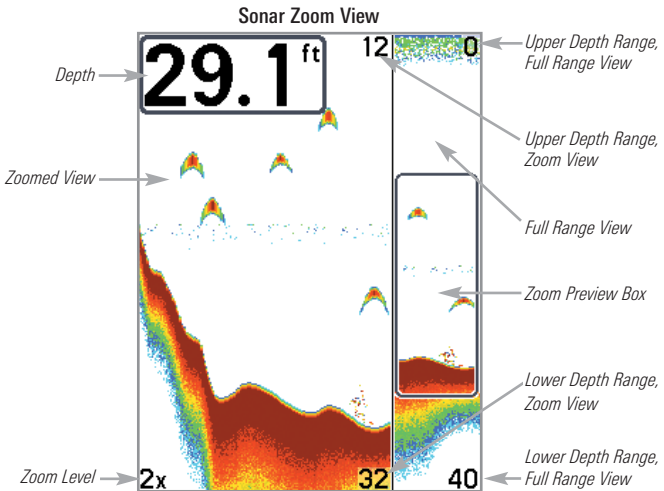 Sonar Zoom View
Depth
29.1 ft
12
0
Upper Depth Range,
Full Range View
Upper Depth Range,
Zoom View
Zoomed View
Full Range View
Zoom Preview Box
Lower Depth Range,
Zoom View
Lower Depth Range,
Full Range View
Zoom Level
2x
32
40